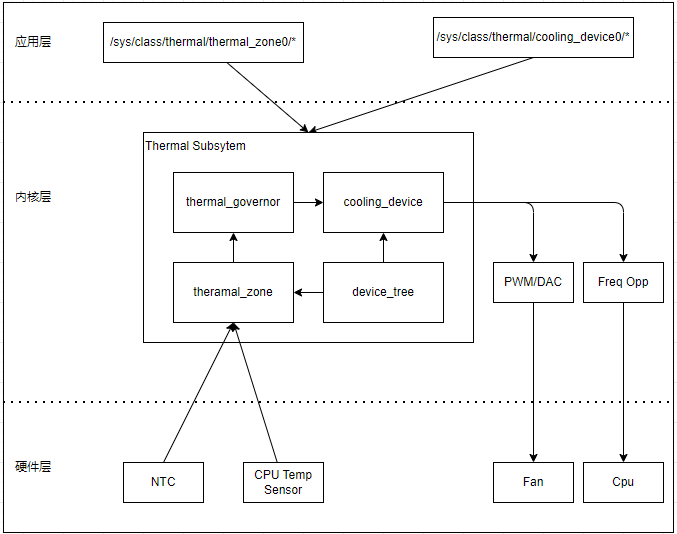 应用层
/sys/class/thermal/thermal_zone0/*
/sys/class/thermal/cooling_device0/*
内核层
Thermal Subsytem
thermal_governor
cooling_device
theramal_zone
device_tree
PWM/DAC
Freq Opp
硬件层
NTC
CPU Temp
Sensor
Fan
Cpu